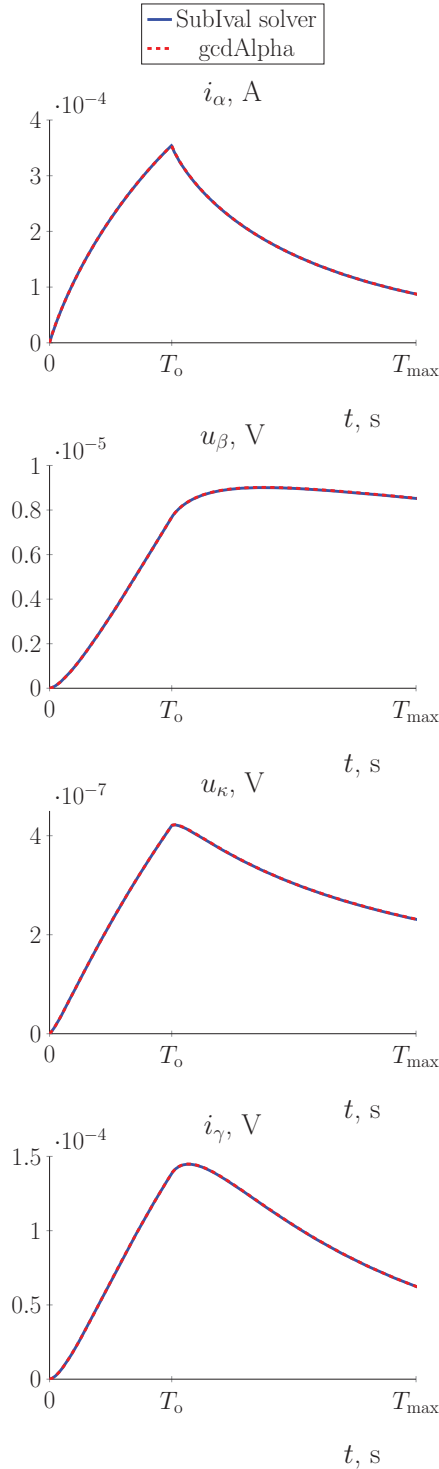 SubIval solver
gcdAlpha
·10⁻⁴
i_α, A
4
3
2
1
0
0 T_o T_max
t, s
·10⁻⁵
u_β, V
1
0.8
0.6
0.4
0.2
0
0 T_o T_max
t, s
·10⁻⁷
u_κ, V
4
2
0
0 T_o T_max
t, s
·10⁻⁴
i_γ, V
1.5
1
0.5
0
0 T_o T_max
t, s